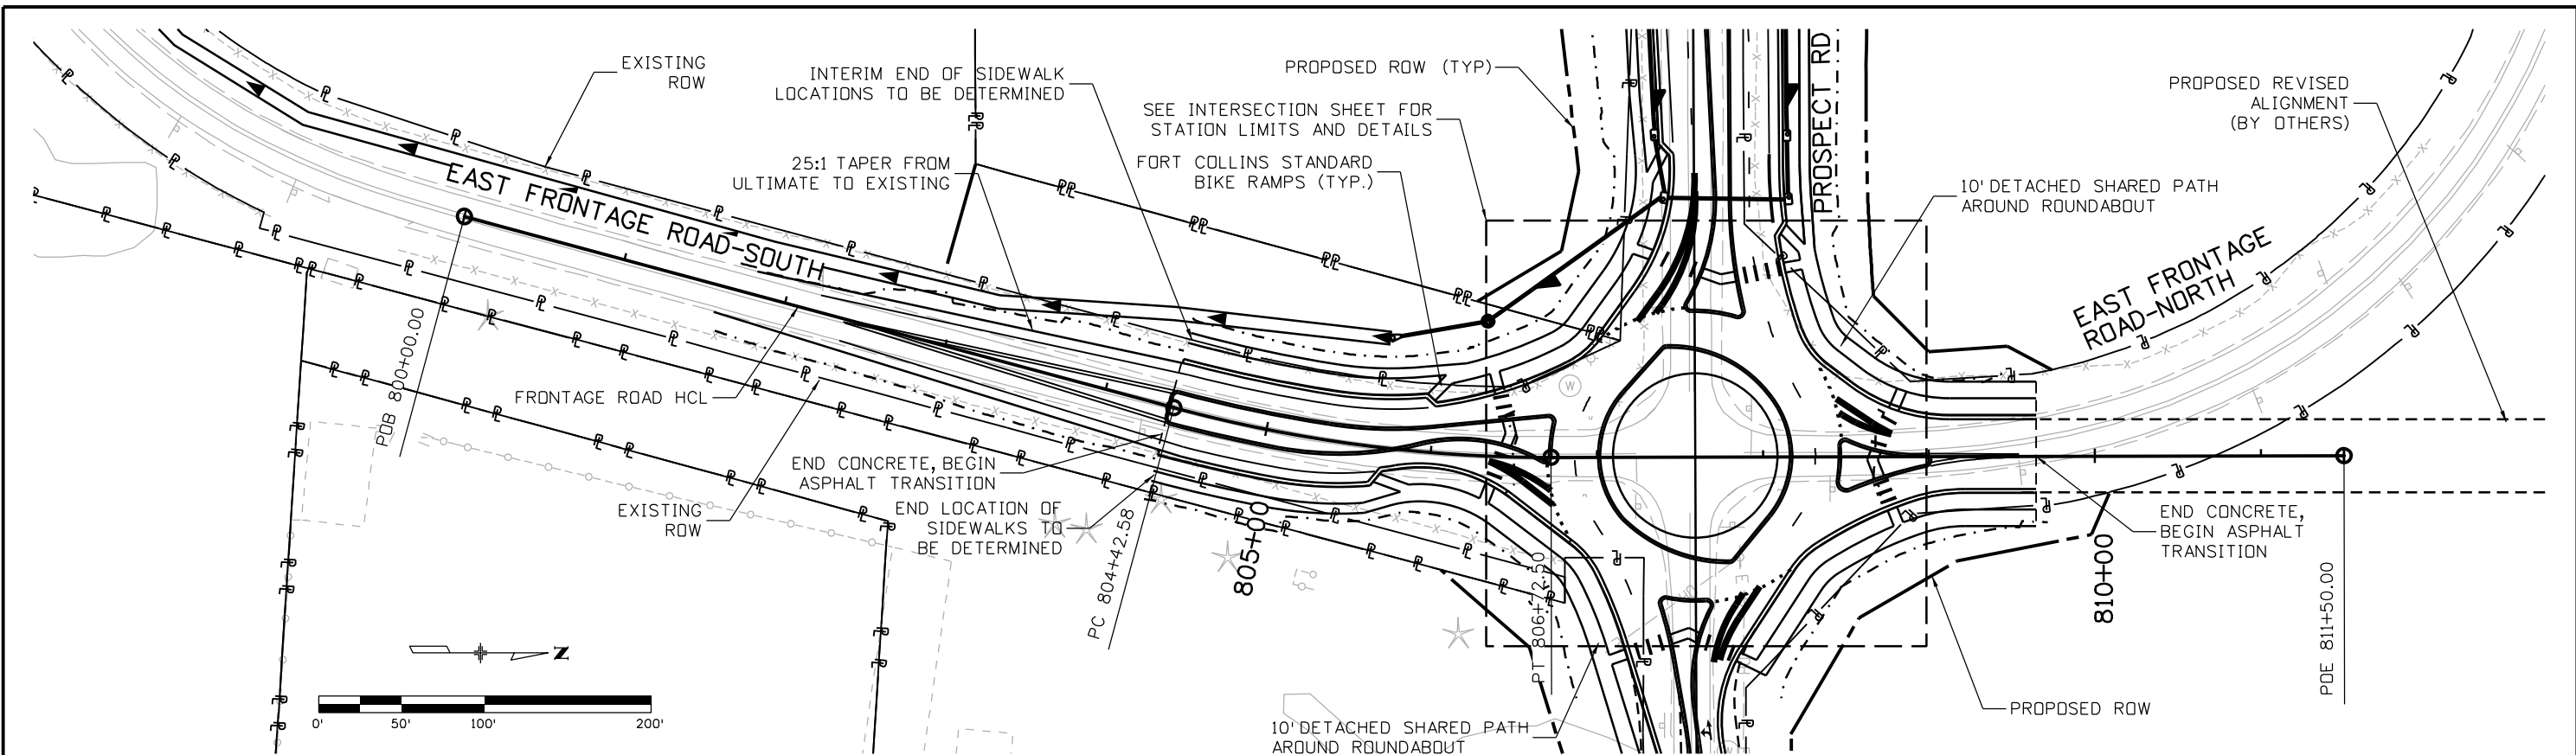 EXISTING
ROW
INTERIM END OF SIDEWALK
LOCATIONS TO BE DETERMINED
PROPOSED ROW (TYP)
SEE INTERSECTION SHEET FOR
STATION LIMITS AND DETAILS
FORT COLLINS STANDARD
BIKE RAMPS (TYP.)
25:1 TAPER FROM
ULTIMATE TO EXISTING
PROSPECT RD
PROPOSED REVISED
ALIGNMENT
(BY OTHERS)
10' DETACHED SHARED PATH
AROUND ROUNDABOUT
EAST FRONTAGE ROAD-SOUTH
EAST FRONTAGE
ROAD-NORTH
POB 800+00.00
FRONTAGE ROAD HCL
END CONCRETE, BEGIN
ASPHALT TRANSITION
EXISTING
ROW
END LOCATION OF
SIDEWALKS TO
BE DETERMINED
PC 804+42.58
805+00
PT 806+72.50
W
810+00
END CONCRETE,
BEGIN ASPHALT
TRANSITION
POE 811+50.00
N
0' 50' 100' 200'
10' DETACHED SHARED PATH
AROUND ROUNDABOUT
PROPOSED ROW